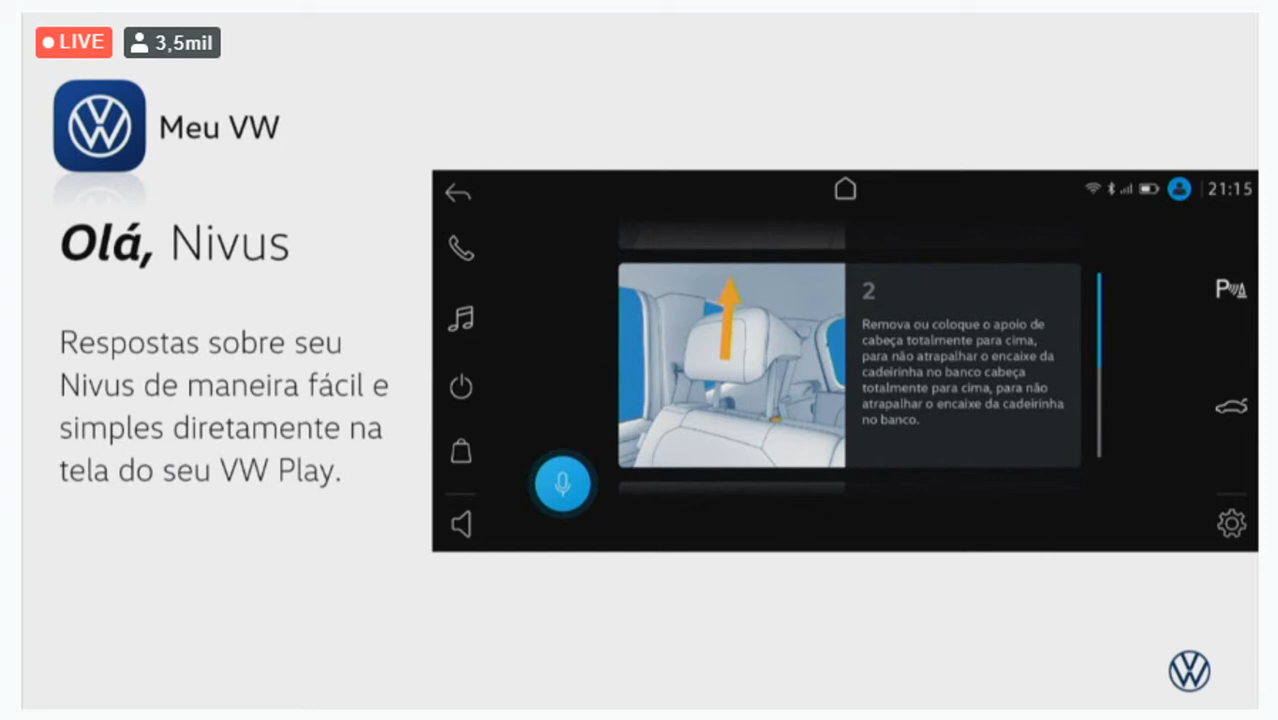 LIVE
3,5mil
Meu VW
Olá, Nivus
Respostas sobre seu
Nivus de maneira fácil e
simples diretamente na
tela do seu VW Play.
21:15
2
Remova ou coloque o apoio de
cabeça totalmente para cima,
para não atrapalhar o encaixe da
cadeirinha no banco cabeça
totalmente para cima, para não
atrapalhar o encaixe da cadeirinha
no banco.